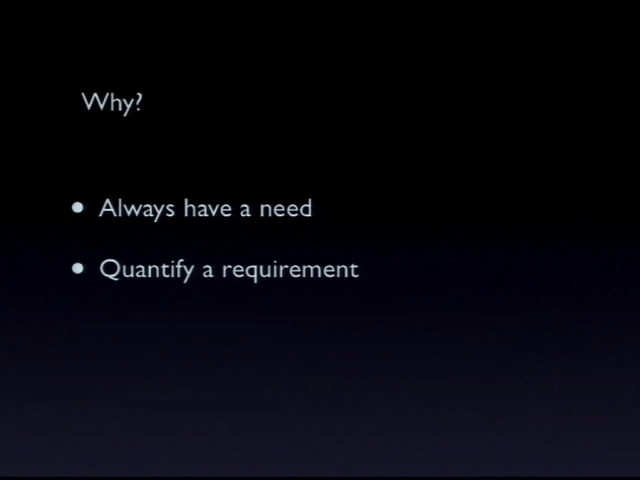 Why?
• Always have a need
• Quantify a requirement